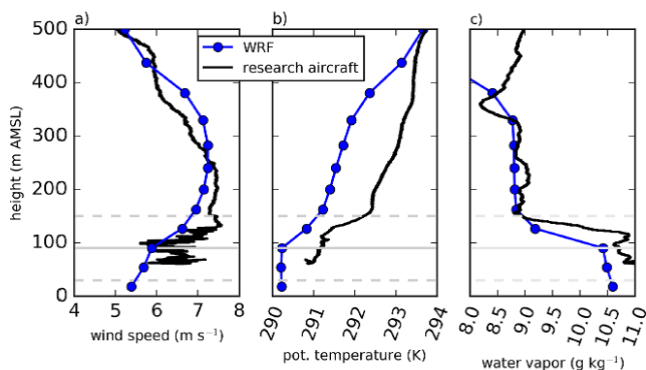 a) b) c)
500
400
300
200
100
0
height (m AMSL)
WRF
research aircraft
4 5 6 7 8
wind speed (m s⁻¹)
290 291 292 293 294
pot. temperature (K)
8.0 8.5 9.0 9.5 10.0 10.5 11.0
water vapor (g kg⁻¹)